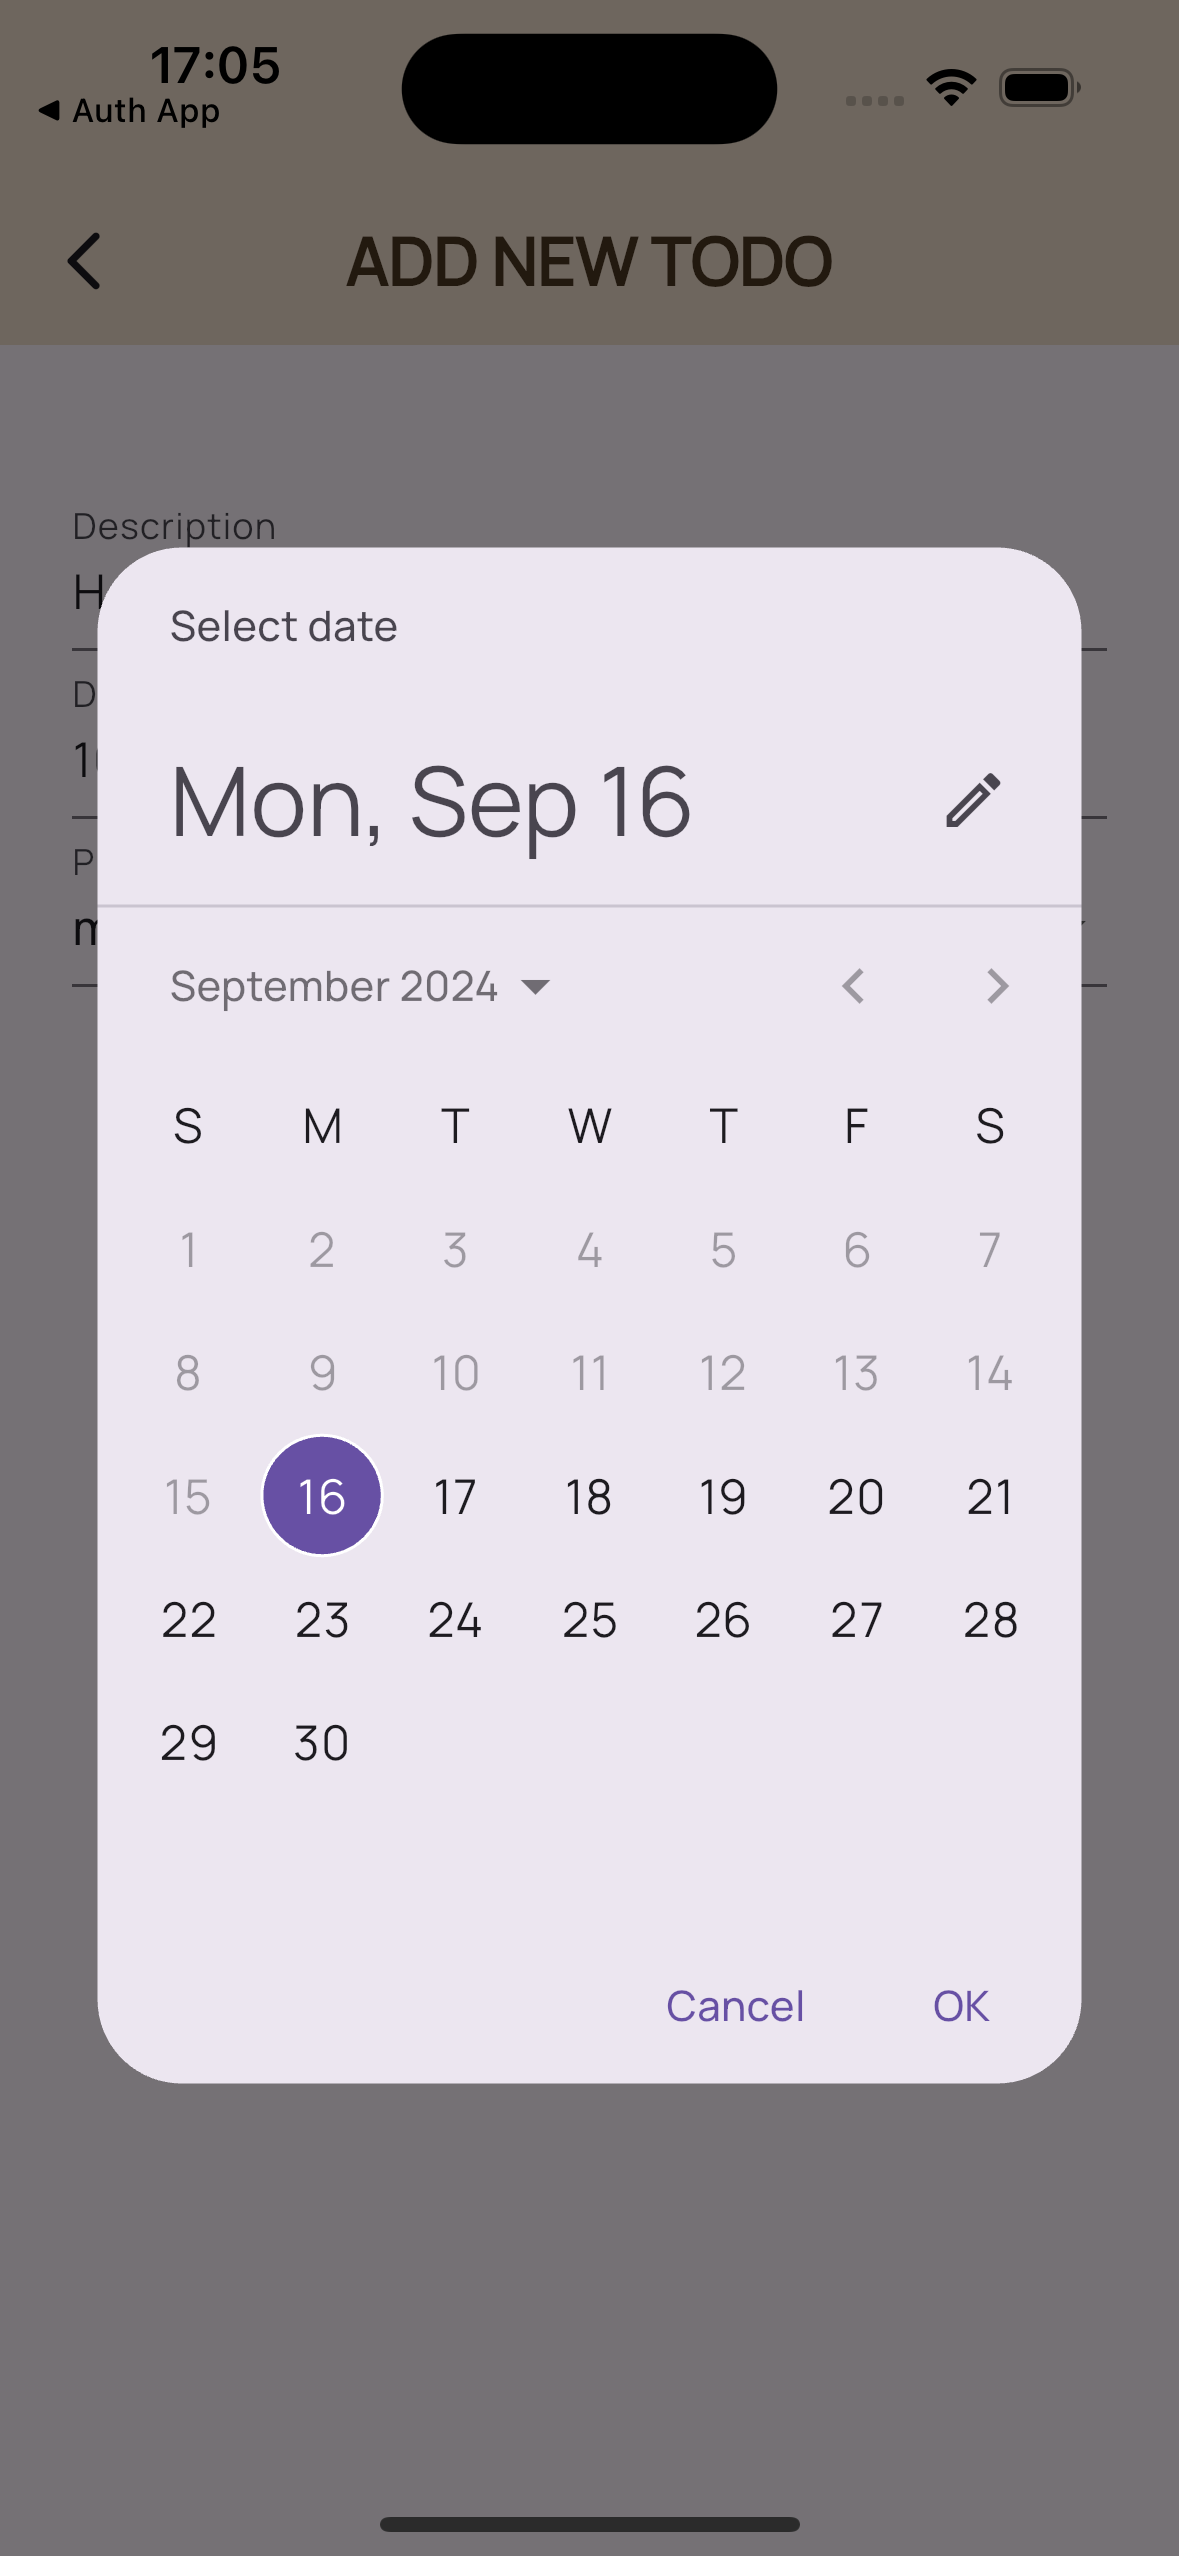 17:05
◀ Auth App
ADD NEW TODO
Description
Select date
Mon, Sep 16
September 2024
S M T W T F S
1 2 3 4 5 6 7
8 9 10 11 12 13 14
15 16 17 18 19 20 21
22 23 24 25 26 27 28
29 30
Cancel OK